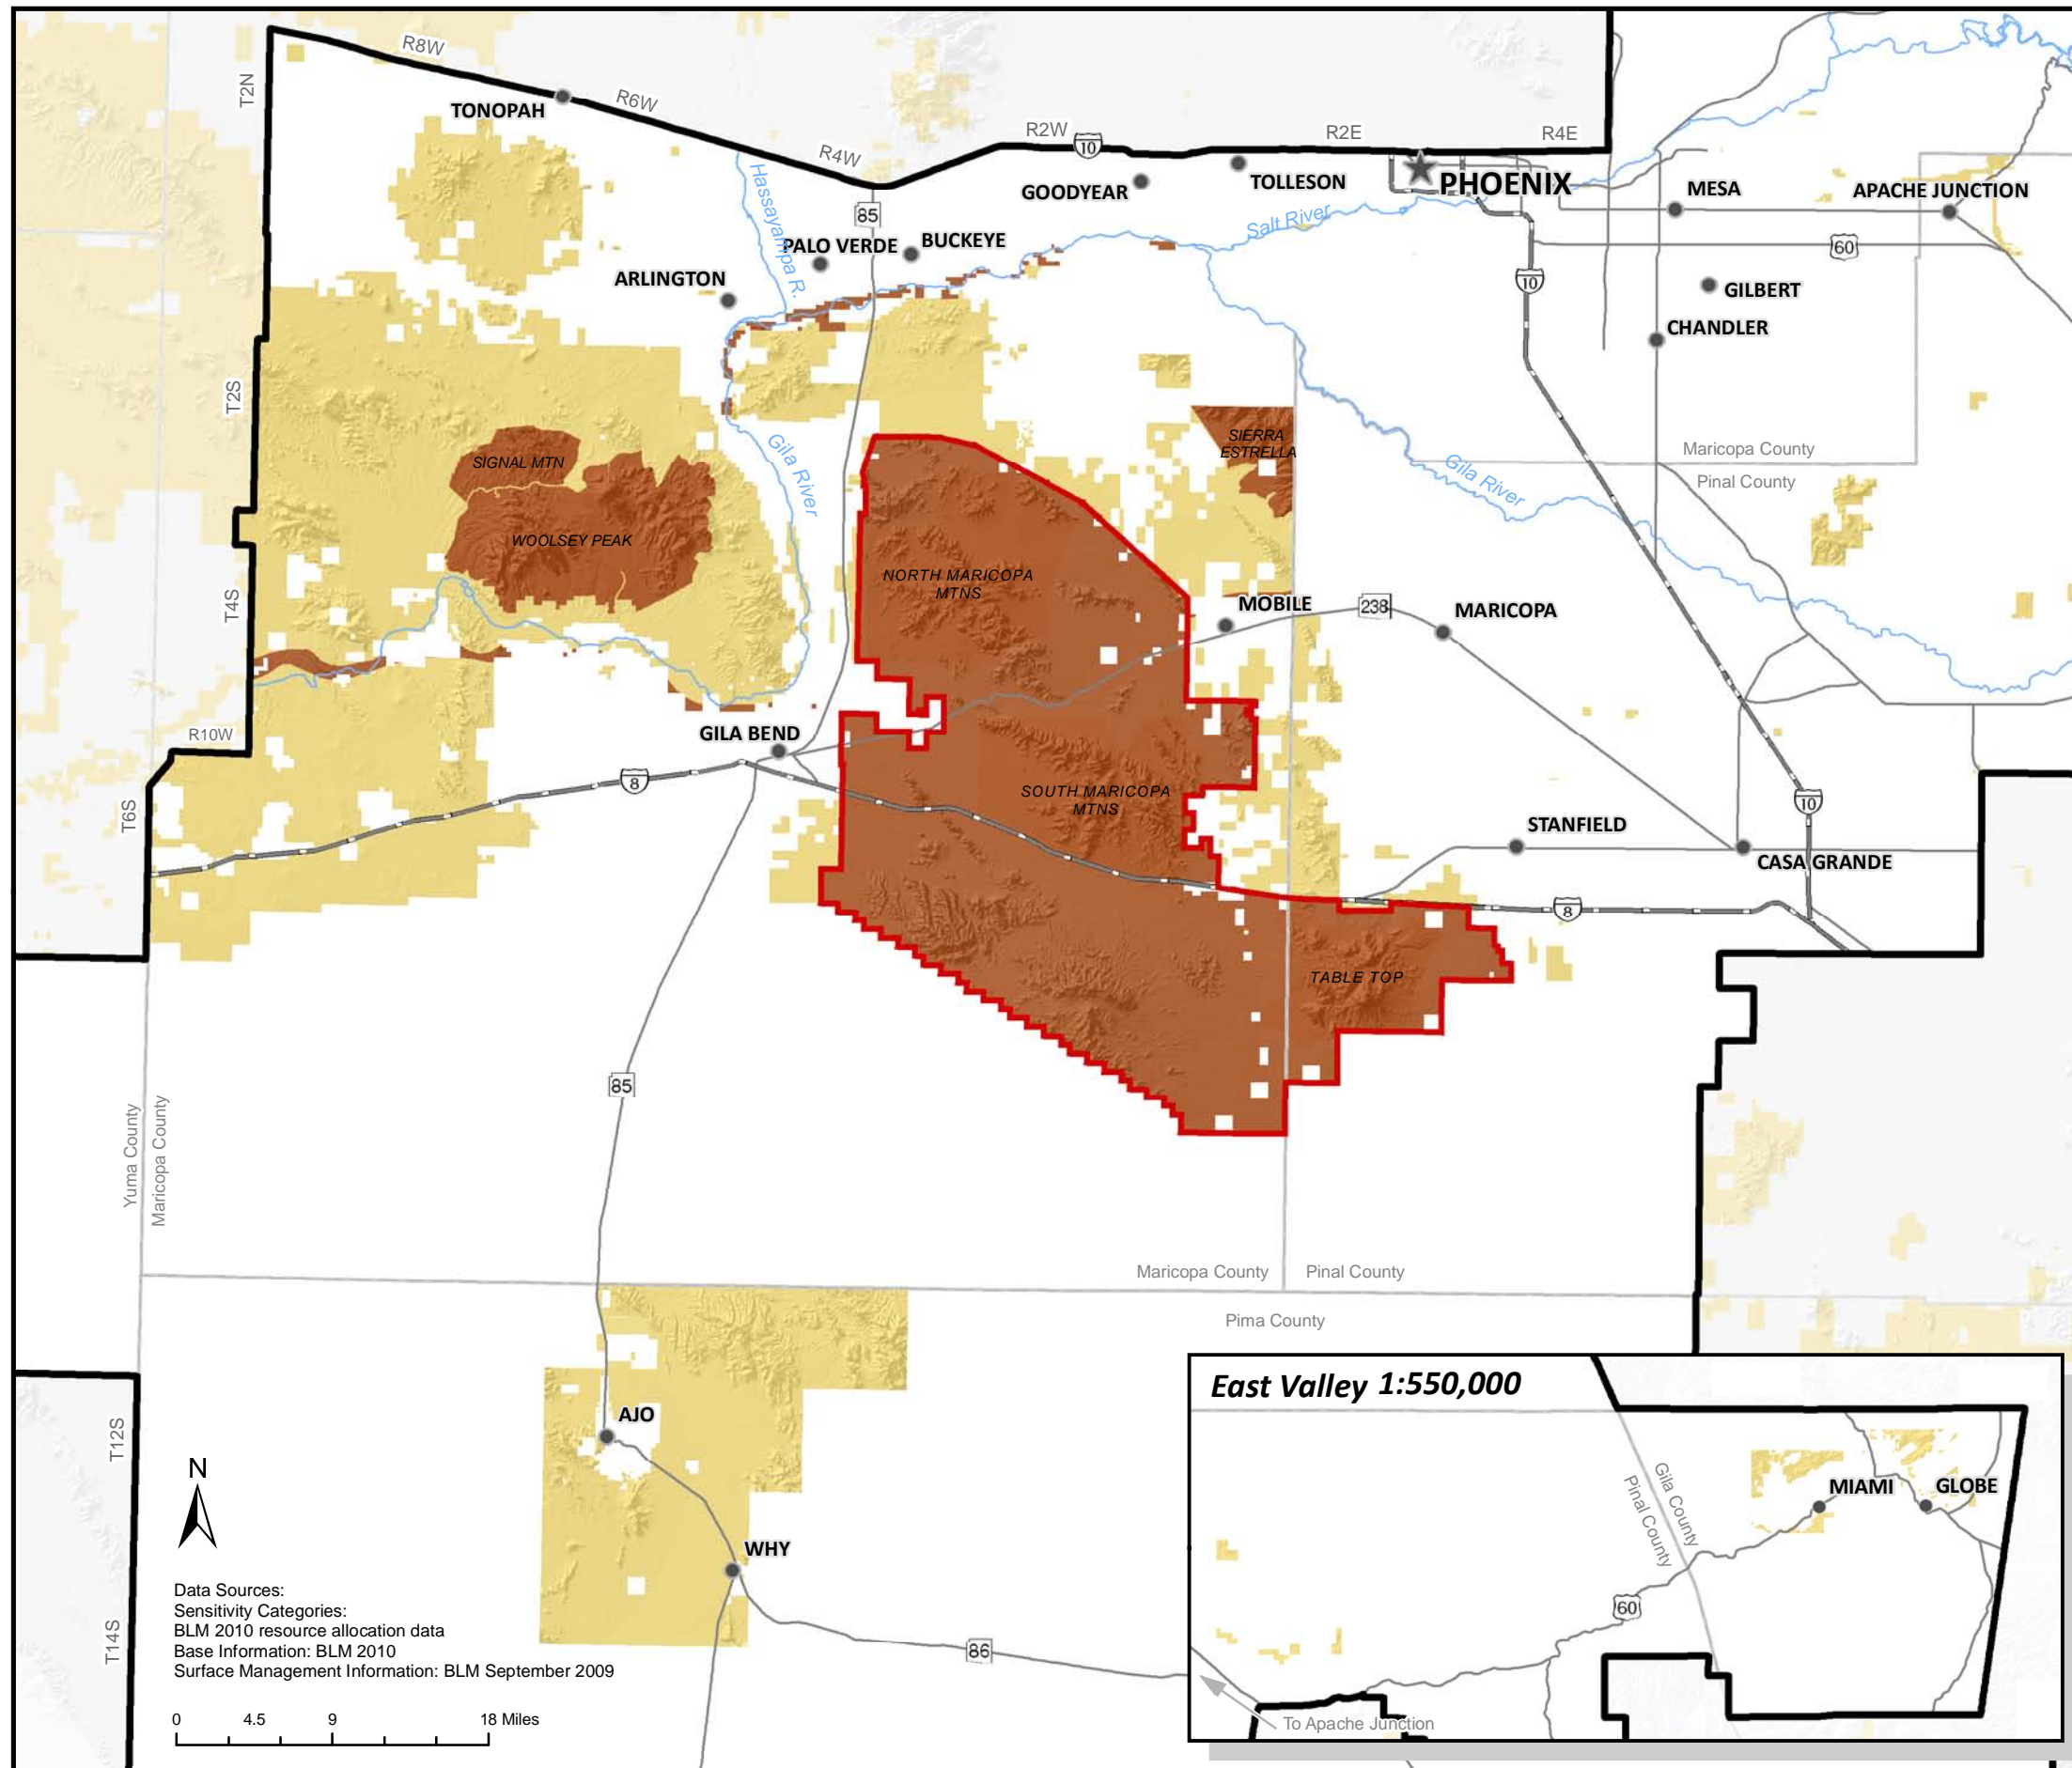 R8W
T2N
TONOPAH
R6W
R4W
R2W
10
R2E
R4E
Hassayampa R.
GOODYEAR
TOLLESON
PHOENIX
MESA
APACHE JUNCTION
85
Salt River
PALO VERDE
BUCKEYE
60
ARLINGTON
10
GILBERT
CHANDLER
T2S
Gila River
SIGNAL MTN
SIERRA
ESTRELLA
Gila River
Maricopa County
Pinal County
WOOLSEY PEAK
NORTH MARICOPA
MTNS
T4S
MOBILE
238
MARICOPA
R10W
GILA BEND
8
T6S
SOUTH MARICOPA
MTNS
10
STANFIELD
CASA GRANDE
8
TABLE TOP
85
Yuma County
Maricopa County
Maricopa County
Pinal County
Pima County
East Valley 1:550,000
AJO
T12S
Gila County
Pinal County
MIAMI
GLOBE
N
WHY
60
T14S
86
To Apache Junction
Data Sources:
Sensitivity Categories:
BLM 2010 resource allocation data
Base Information: BLM 2010
Surface Management Information: BLM September 2009
0 4.5 9 18 Miles